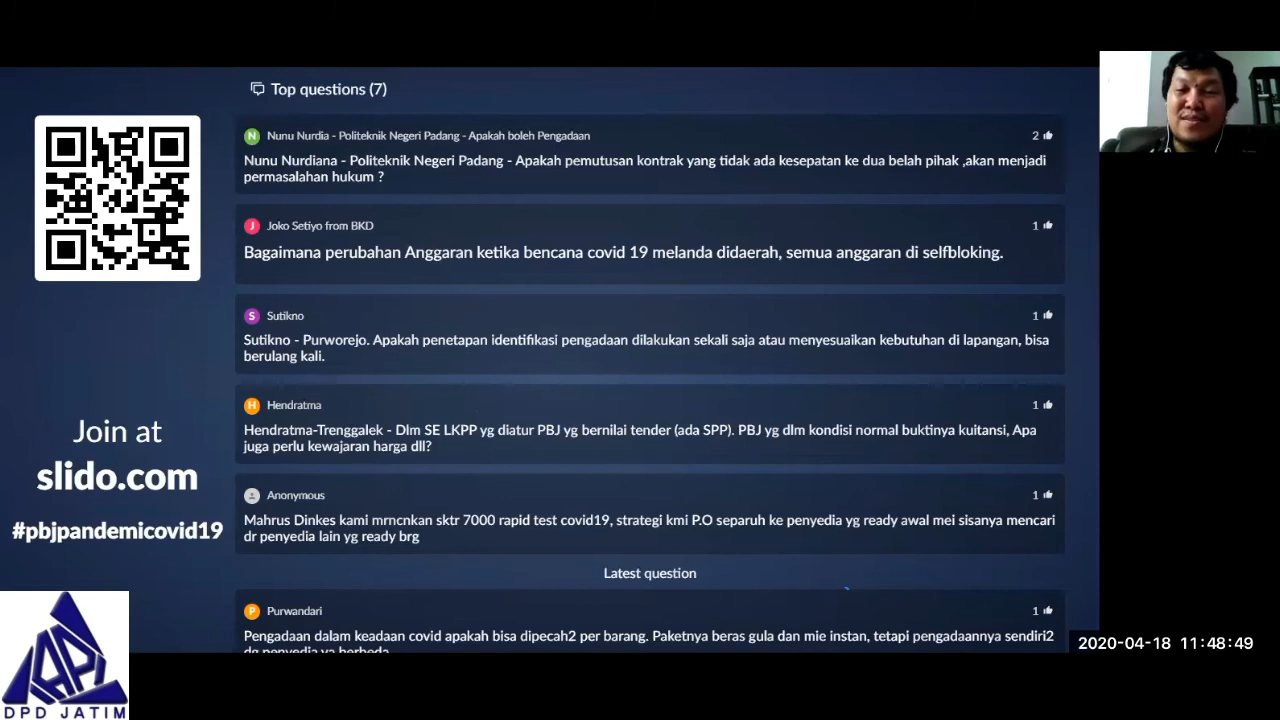 Top questions (7)
N Nunu Nurdia - Politeknik Negeri Padang - Apakah boleh Pengadaan 2
Nunu Nurdiana - Politeknik Negeri Padang - Apakah pemutusan kontrak yang tidak ada kesepatan ke dua belah pihak ,akan menjadi
permasalahan hukum ?
J Joko Setiyo from BKD 1
Bagaimana perubahan Anggaran ketika bencana covid 19 melanda didaerah, semua anggaran di selfbloking.
S Sutikno 1
Sutikno - Purworejo. Apakah penetapan identifikasi pengadaan dilakukan sekali saja atau menyesuaikan kebutuhan di lapangan, bisa
berulang kali.
H Hendratma 1
Hendratma-Trenggalek - Dlm SE LKPP yg diatur PBJ yg bernilai tender (ada SPP). PBJ yg dlm kondisi normal buktinya kuitansi, Apa
juga perlu kewajaran harga dll?
Anonymous 1
Mahrus Dinkes kami mrncnkan sktr 7000 rapid test covid19, strategi kmi P.O separuh ke penyedia yg ready awal mei sisanya mencari
dr penyedia lain yg ready brg
Latest question
P Purwandari 1
Pengadaan dalam keadaan covid apakah bisa dipecah2 per barang. Paketnya beras gula dan mie instan, tetapi pengadaannya sendiri2
dg penyedia yg berbeda
Join at
slido.com
#pbjpandemicovid19
IAPI
DPD JATIM
2020-04-18 11:48:49